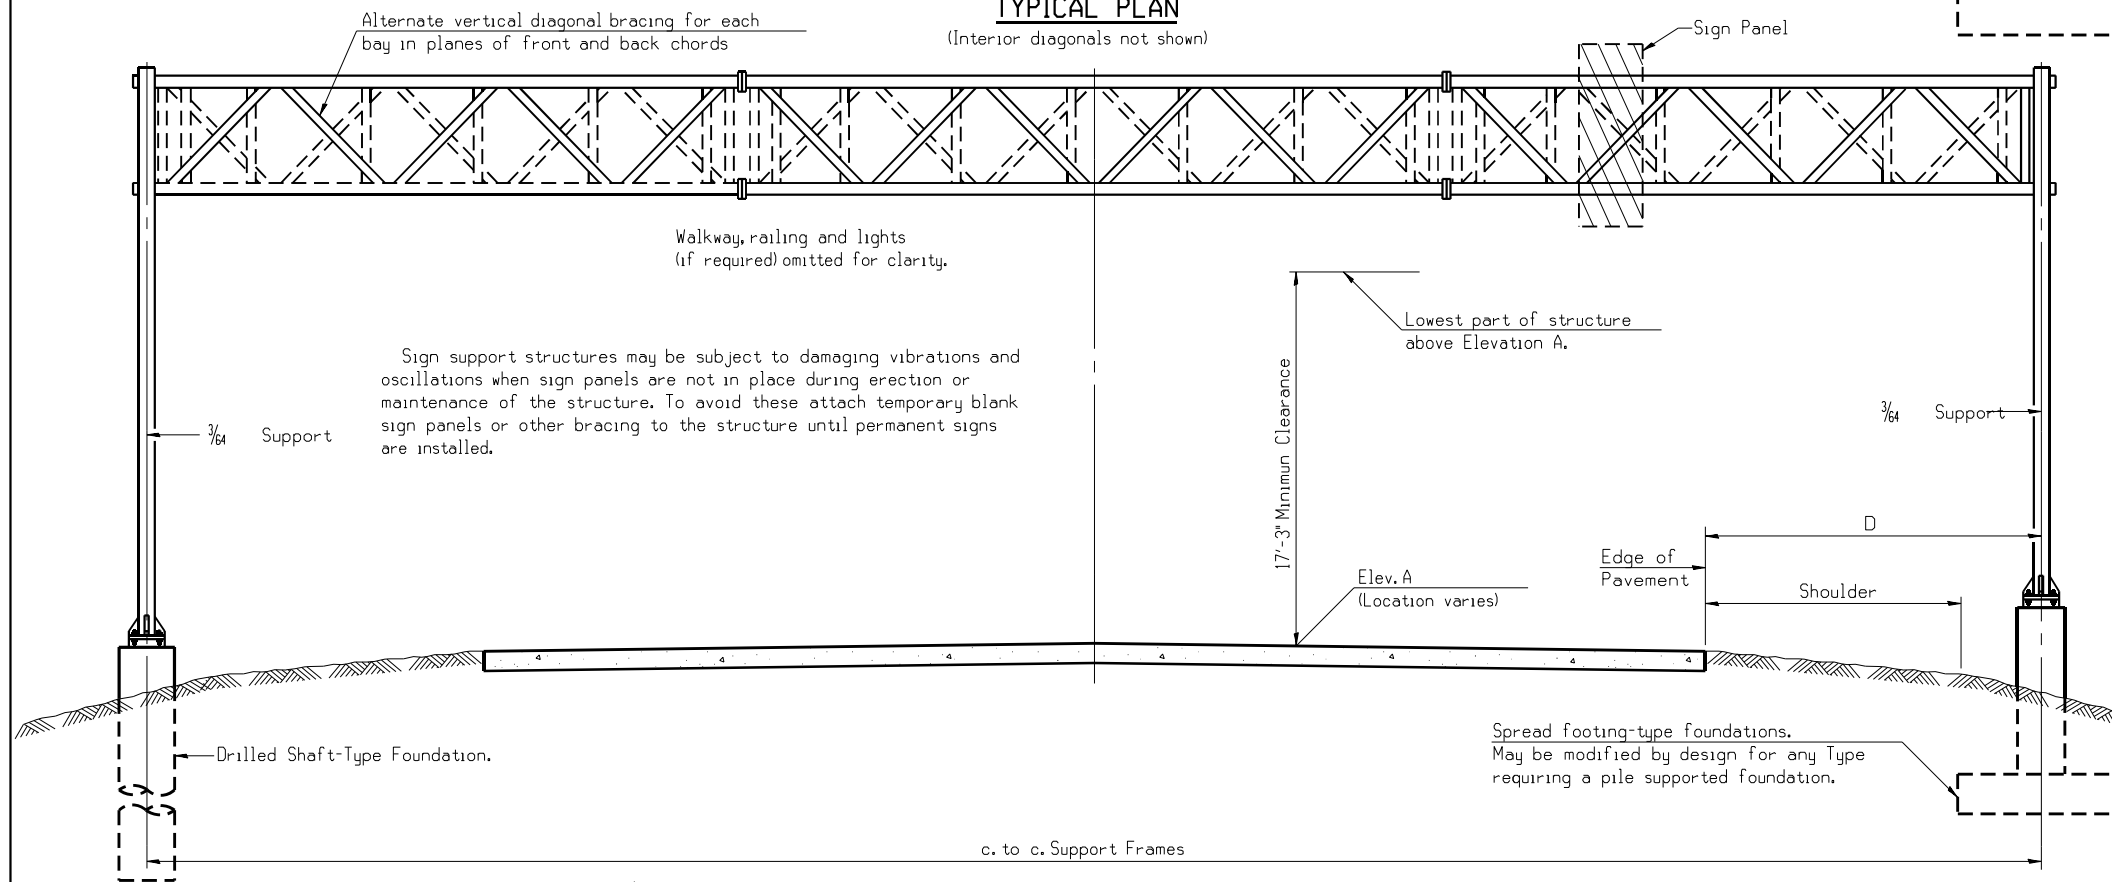 TYPICAL PLAN
(Interior diagonals not shown)
Alternate vertical diagonal bracing for each
bay in planes of front and back chords
Sign Panel
Walkway, railing and lights
(if required) omitted for clarity.
Lowest part of structure
above Elevation A.
Sign support structures may be subject to damaging vibrations and
oscillations when sign panels are not in place during erection or
maintenance of the structure. To avoid these attach temporary blank
sign panels or other bracing to the structure until permanent signs
are installed.
3/64 Support
3/64 Support
17'-3" Minimun Clearance
D
Edge of
Pavement
Elev. A
(Location varies)
Shoulder
Drilled Shaft-Type Foundation.
Spread footing-type foundations.
May be modified by design for any Type
requiring a pile supported foundation.
c. to c. Support Frames